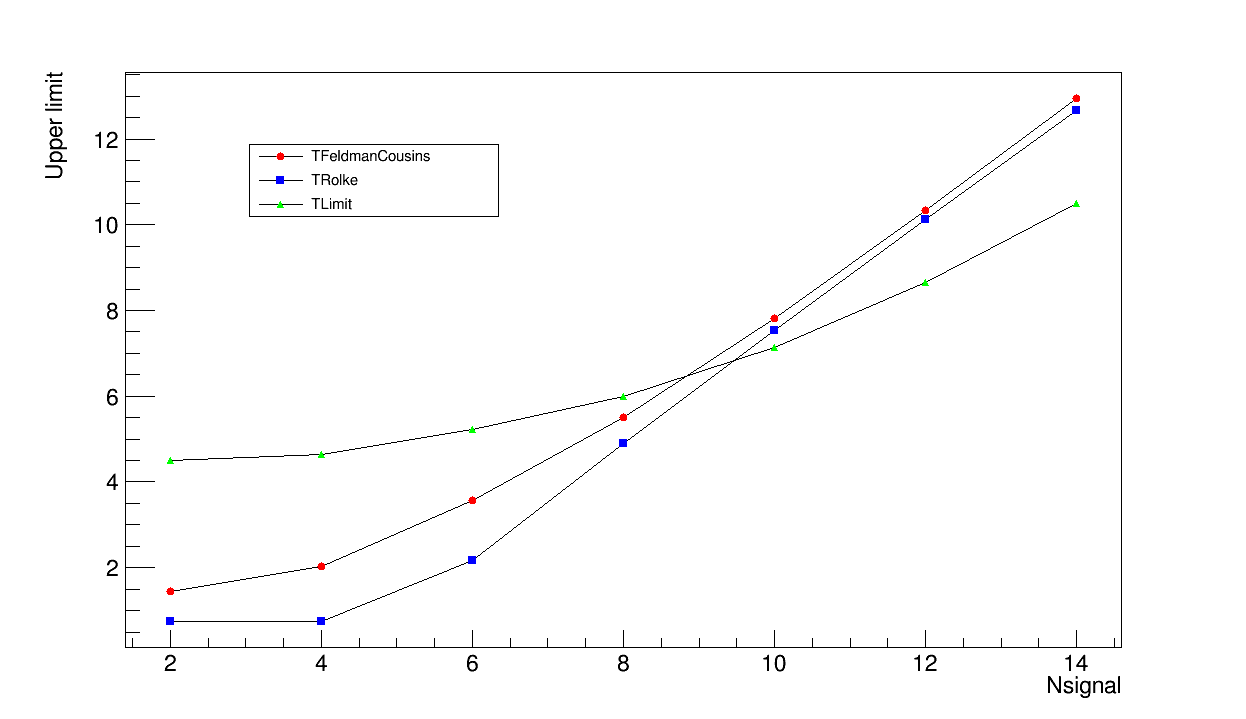 Upper limit
12
10
8
6
4
2
TFeldmanCousins
TRolke
TLimit
2 4 6 8 10 12 14
Nsignal